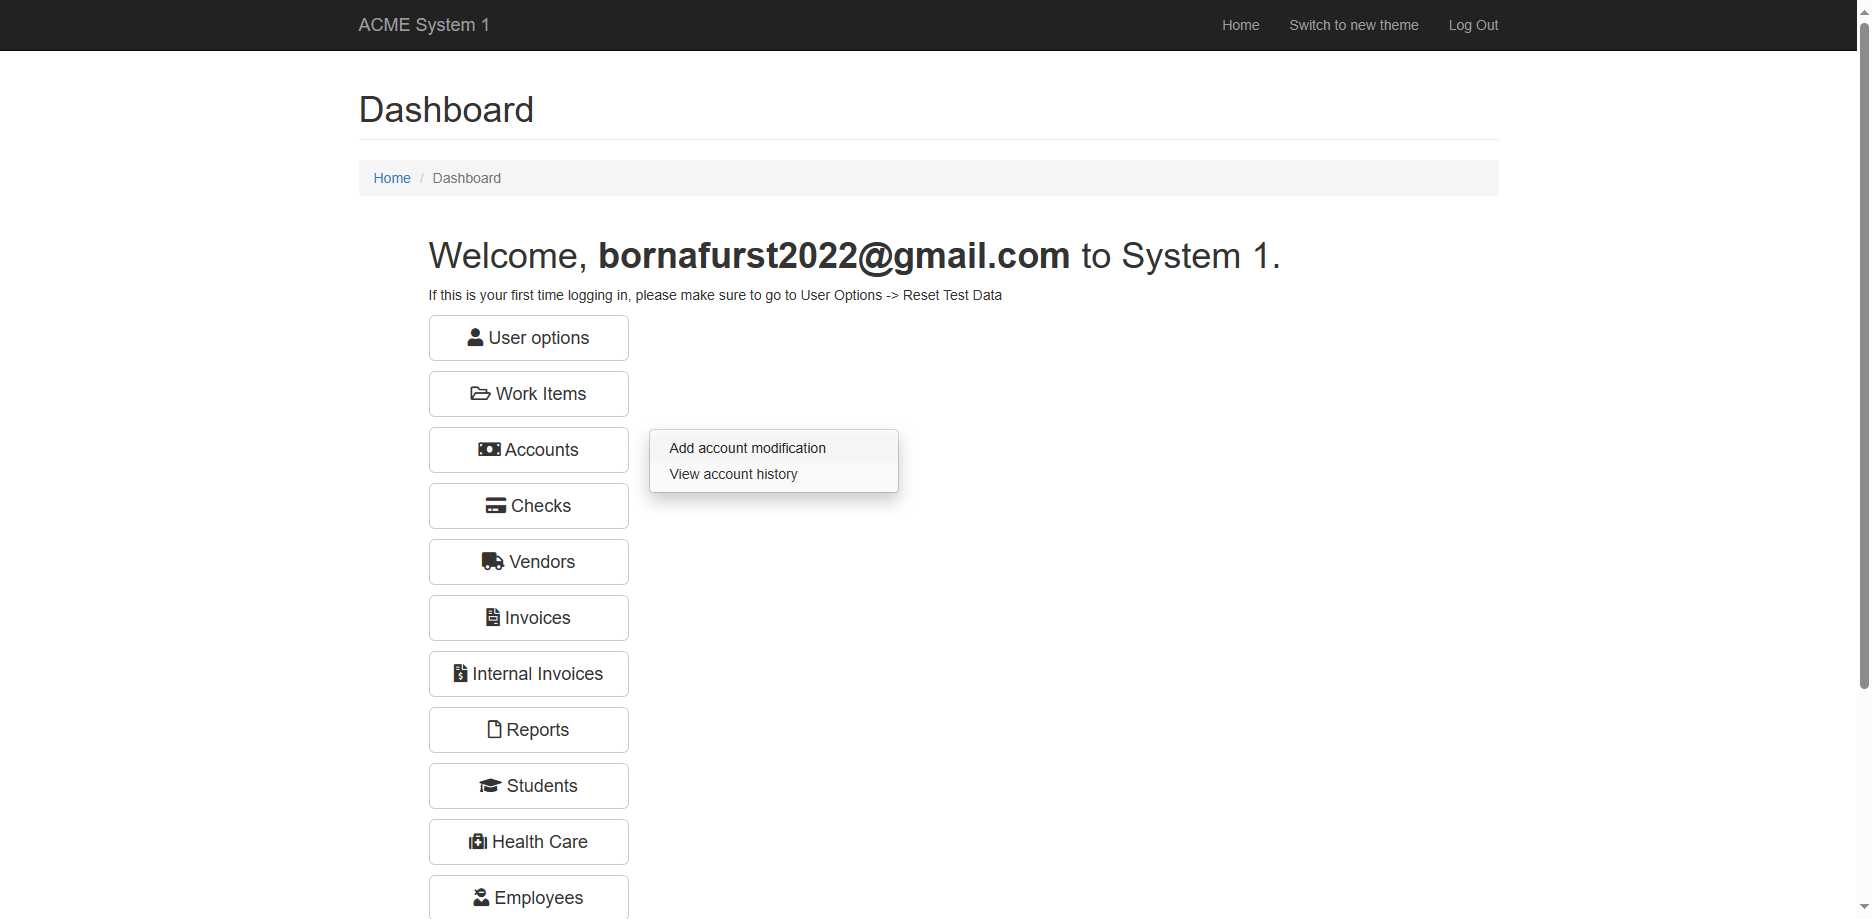 ACME System 1
Home
Switch to new theme
Log Out
Dashboard
Home / Dashboard
Welcome, bornafurst2022@gmail.com to System 1.
If this is your first time logging in, please make sure to go to User Options -> Reset Test Data
User options
Work Items
Accounts
Add account modification
View account history
Checks
Vendors
Invoices
Internal Invoices
Reports
Students
Health Care
Employees